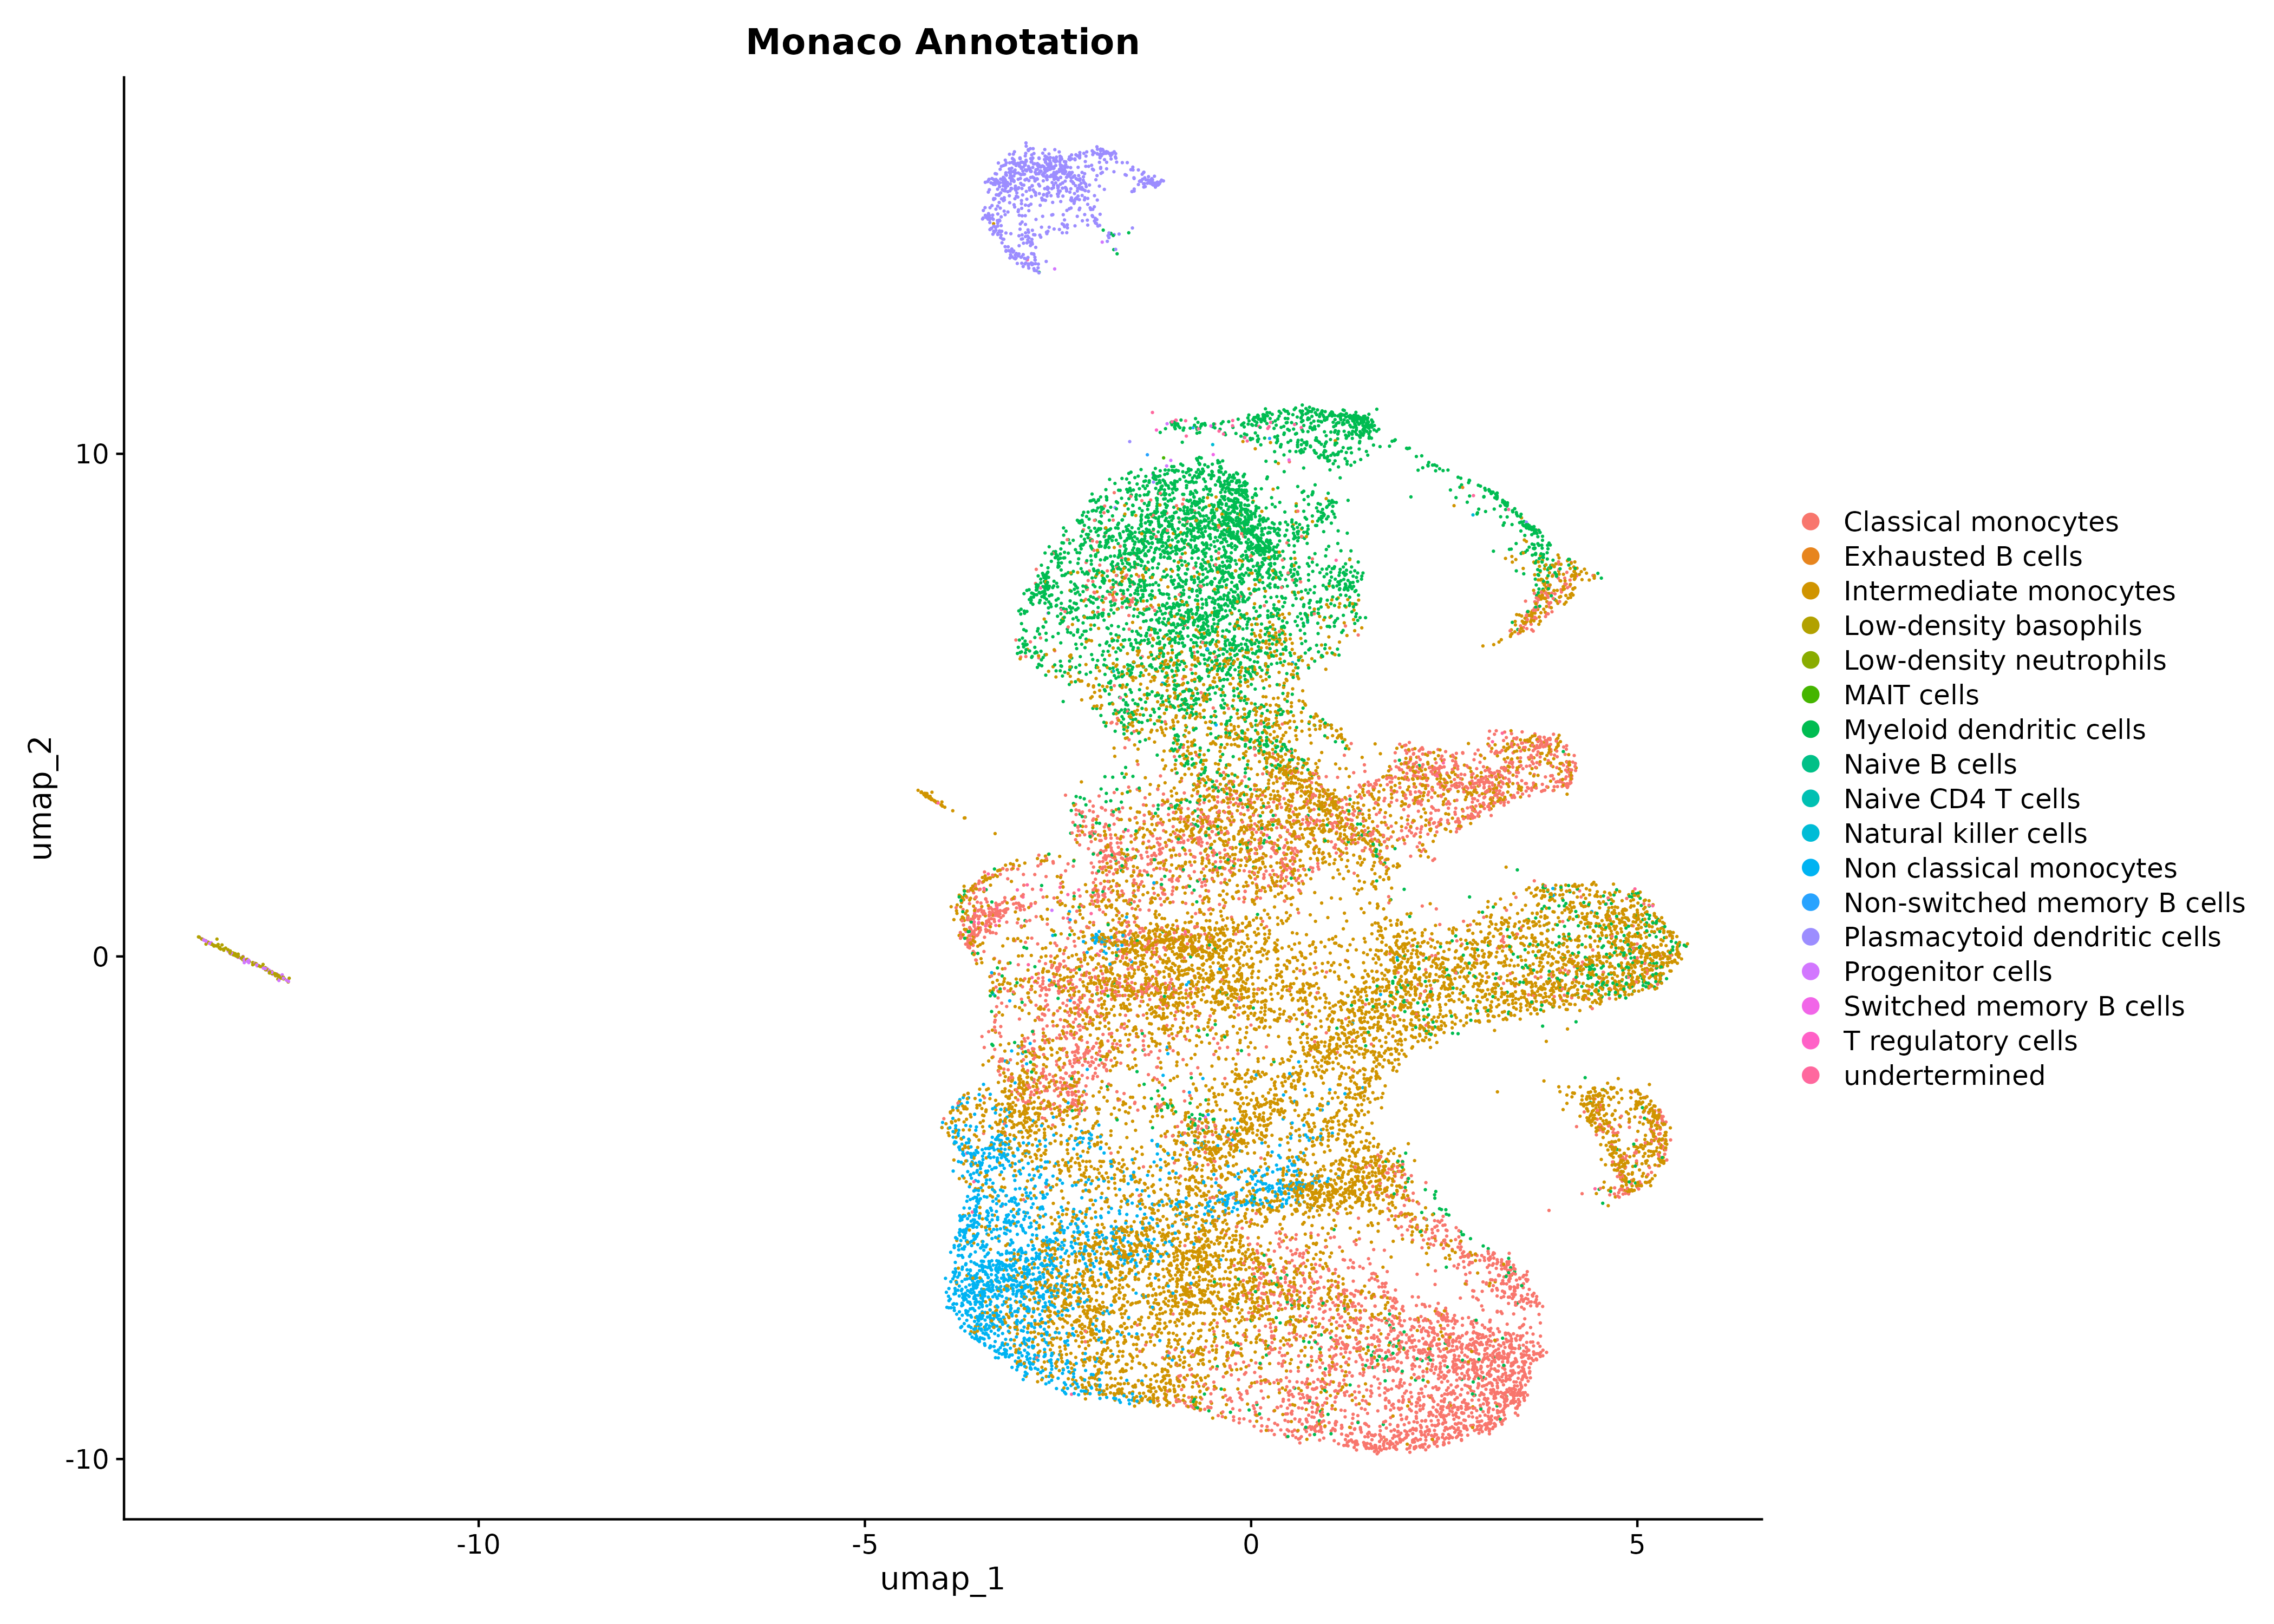 Monaco Annotation
umap_2
10
0
-10
-10
-5
0
5
umap_1
Classical monocytes
Exhausted B cells
Intermediate monocytes
Low-density basophils
Low-density neutrophils
MAIT cells
Myeloid dendritic cells
Naive B cells
Naive CD4 T cells
Natural killer cells
Non classical monocytes
Non-switched memory B cells
Plasmacytoid dendritic cells
Progenitor cells
Switched memory B cells
T regulatory cells
undertermined